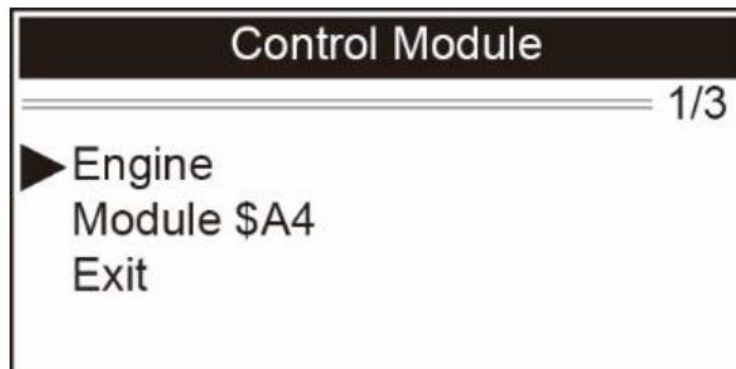 Control Module
1/3
Engine
Module $A4
Exit